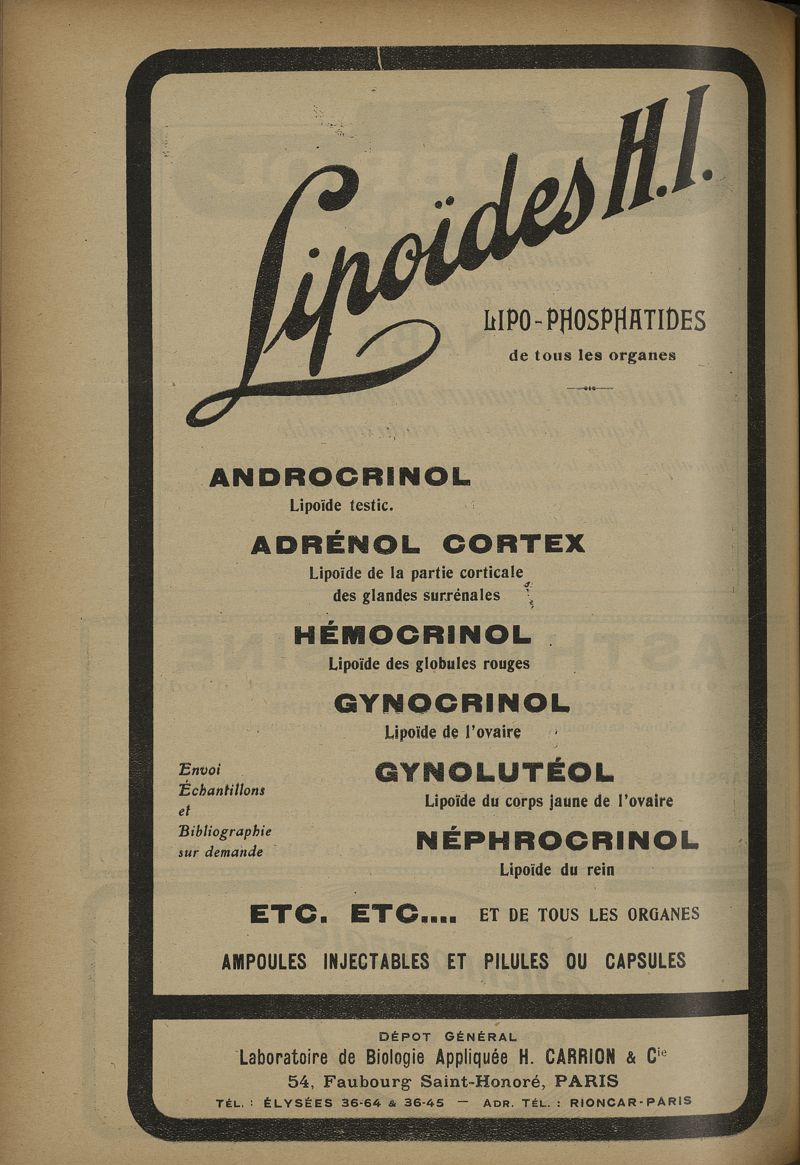 Lipoïdes H.I.
LIPO-PHOSPHATIDES
de tous les organes
ANDROCRINOL
Lipoïde testic.
ADRÉNOL CORTEX
Lipoïde de la partie corticale
des glandes surrénales
HÉMOCRINOL
Lipoïde des globules rouges
GYNOCRINOL
Lipoïde de l'ovaire
GYNOLUTÉOL
Lipoïde du corps jaune de l'ovaire
NÉPHROCRINOL
Lipoïde du rein
Envoi
Échantillons
et
Bibliographie
sur demande
ETC. ETC.... ET DE TOUS LES ORGANES
AMPOULES INJECTABLES ET PILULES OU CAPSULES
DÉPOT GÉNÉRAL
Laboratoire de Biologie Appliquée H. CARRION & Cie
54, Faubourg Saint-Honoré, PARIS
TÉL. : ÉLYSÉES 36-64 & 36-45 — ADR. TÉL. : RIONCAR-PARIS